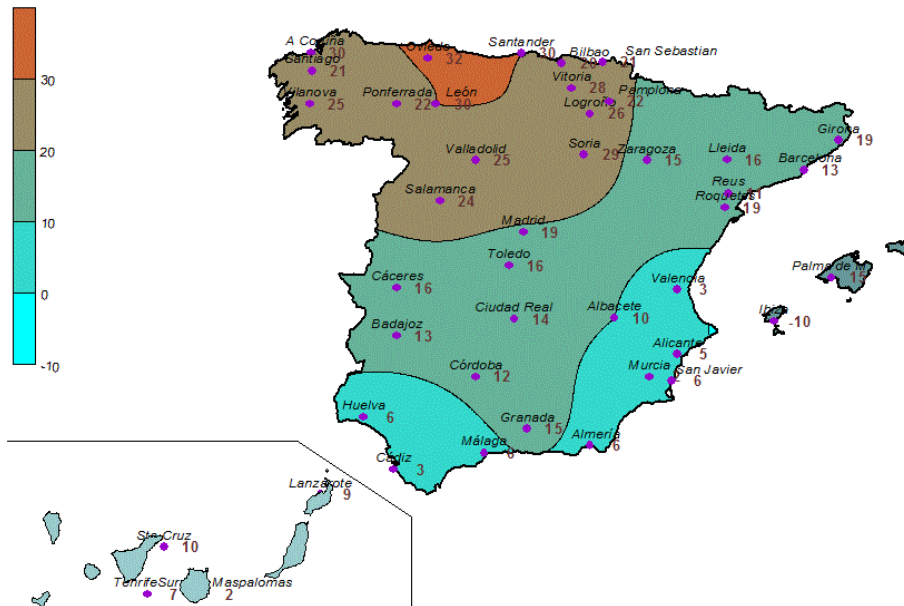 A Coruña
30
Oviedo
32
Santander
30
Bilbao
San Sebastian
21
Santiago
21
Vitoria
28
Vilanova
25
Ponferrada
22
León
30
Pamplona
22
Logroño
26
Girona
19
Valladolid
25
Soria
29
Zaragoza
15
Lleida
16
Barcelona
13
Salamanca
24
Reus
11
Roquetes
19
Madrid
19
Toledo
16
Cáceres
16
Valencia
3
Palma de M
15
Ciudad Real
14
Albacete
10
Ibiza
-10
Badajoz
13
Alicante
5
Córdoba
12
Murcia
San Javier
6
Huelva
6
Granada
15
Almería
6
Málaga
Cádiz
3
Lanzarote
9
Sta Cruz
10
TenrifeSur
7
Maspalomas
2
30
20
10
0
-10